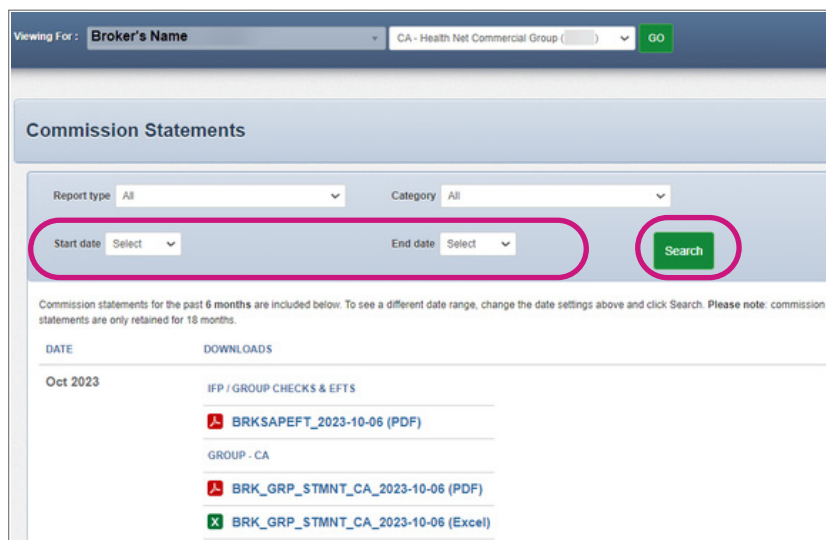 Viewing For : Broker's Name CA - Health Net Commercial Group ( ) GO
Commission Statements
Report type All Category All
Start date Select End date Select Search
Commission statements for the past 6 months are included below. To see a different date range, change the date settings above and click Search. Please note: commission
statements are only retained for 18 months.
DATE DOWNLOADS
Oct 2023 IFP / GROUP CHECKS & EFTS
BRKSAPEFT_2023-10-06 (PDF)
GROUP - CA
BRK_GRP_STMNT_CA_2023-10-06 (PDF)
BRK_GRP_STMNT_CA_2023-10-06 (Excel)